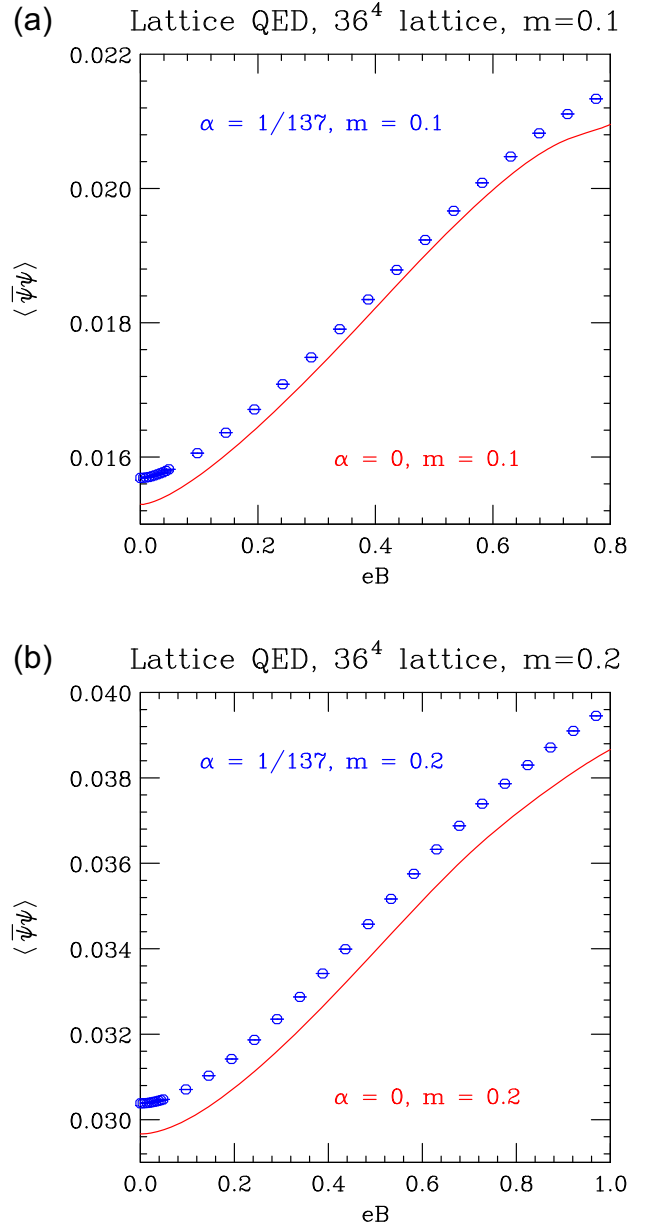 (a) Lattice QED, 36⁴ lattice, m=0.1
0.022
0.020
0.018
0.016
⟨ψ̅ψ⟩
α = 1/137, m = 0.1
α = 0, m = 0.1
0.0 0.2 0.4 0.6 0.8
eB
(b) Lattice QED, 36⁴ lattice, m=0.2
0.040
0.038
0.036
0.034
0.032
0.030
⟨ψ̅ψ⟩
α = 1/137, m = 0.2
α = 0, m = 0.2
0.0 0.2 0.4 0.6 0.8 1.0
eB